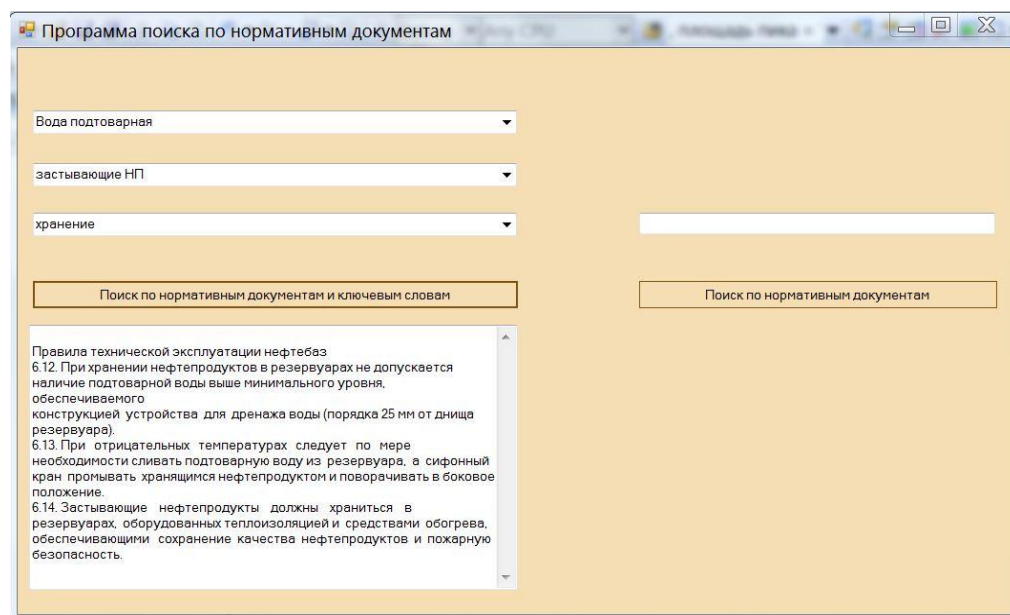 Программа поиска по нормативным документам
Any CPU
площадь пика =
Вода подтоварная
застывающие НП
хранение
Поиск по нормативным документам и ключевым словам
Поиск по нормативным документам
Правила технической эксплуатации нефтебаз
6.12. При хранении нефтепродуктов в резервуарах не допускается
наличие подтоварной воды выше минимального уровня,
обеспечиваемого
конструкцией устройства для дренажа воды (порядка 25 мм от днища
резервуара).
6.13. При отрицательных температурах следует по мере
необходимости сливать подтоварную воду из резервуара, а сифонный
кран промывать хранящимся нефтепродуктом и поворачивать в боковое
положение.
6.14. Застывающие нефтепродукты должны храниться в
резервуарах, оборудованных теплоизоляцией и средствами обогрева,
обеспечивающими сохранение качества нефтепродуктов и пожарную
безопасность.